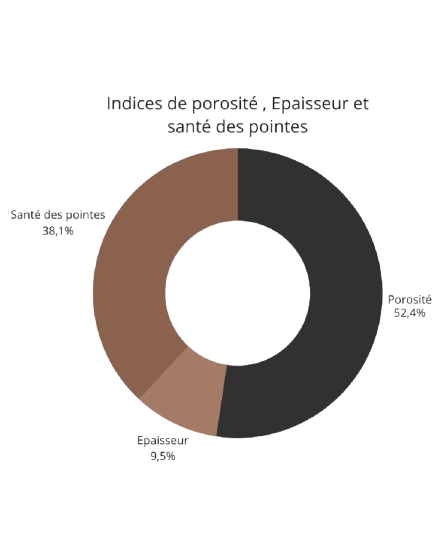 Indices de porosité , Epaisseur et
santé des pointes
Santé des pointes
38,1%
Porosité
52,4%
Epaisseur
9,5%